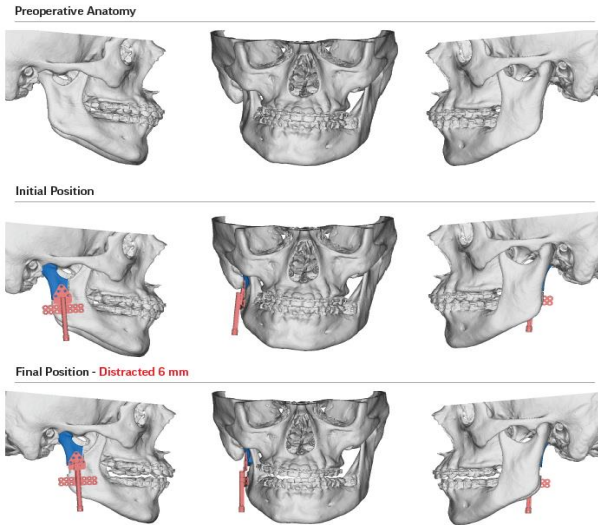 Preoperative Anatomy
Initial Position
Final Position - Distracted 6 mm